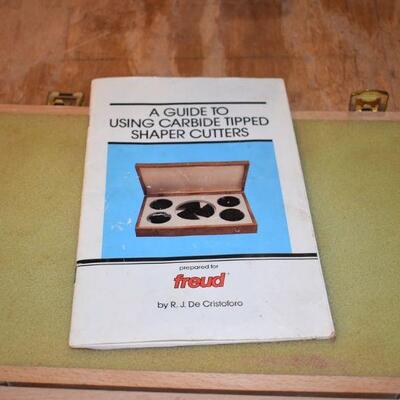 A GUIDE TO
USING CARBIDE TIPPED
SHAPER CUTTERS
prepared for
freud
by R. J. De Cristoforo